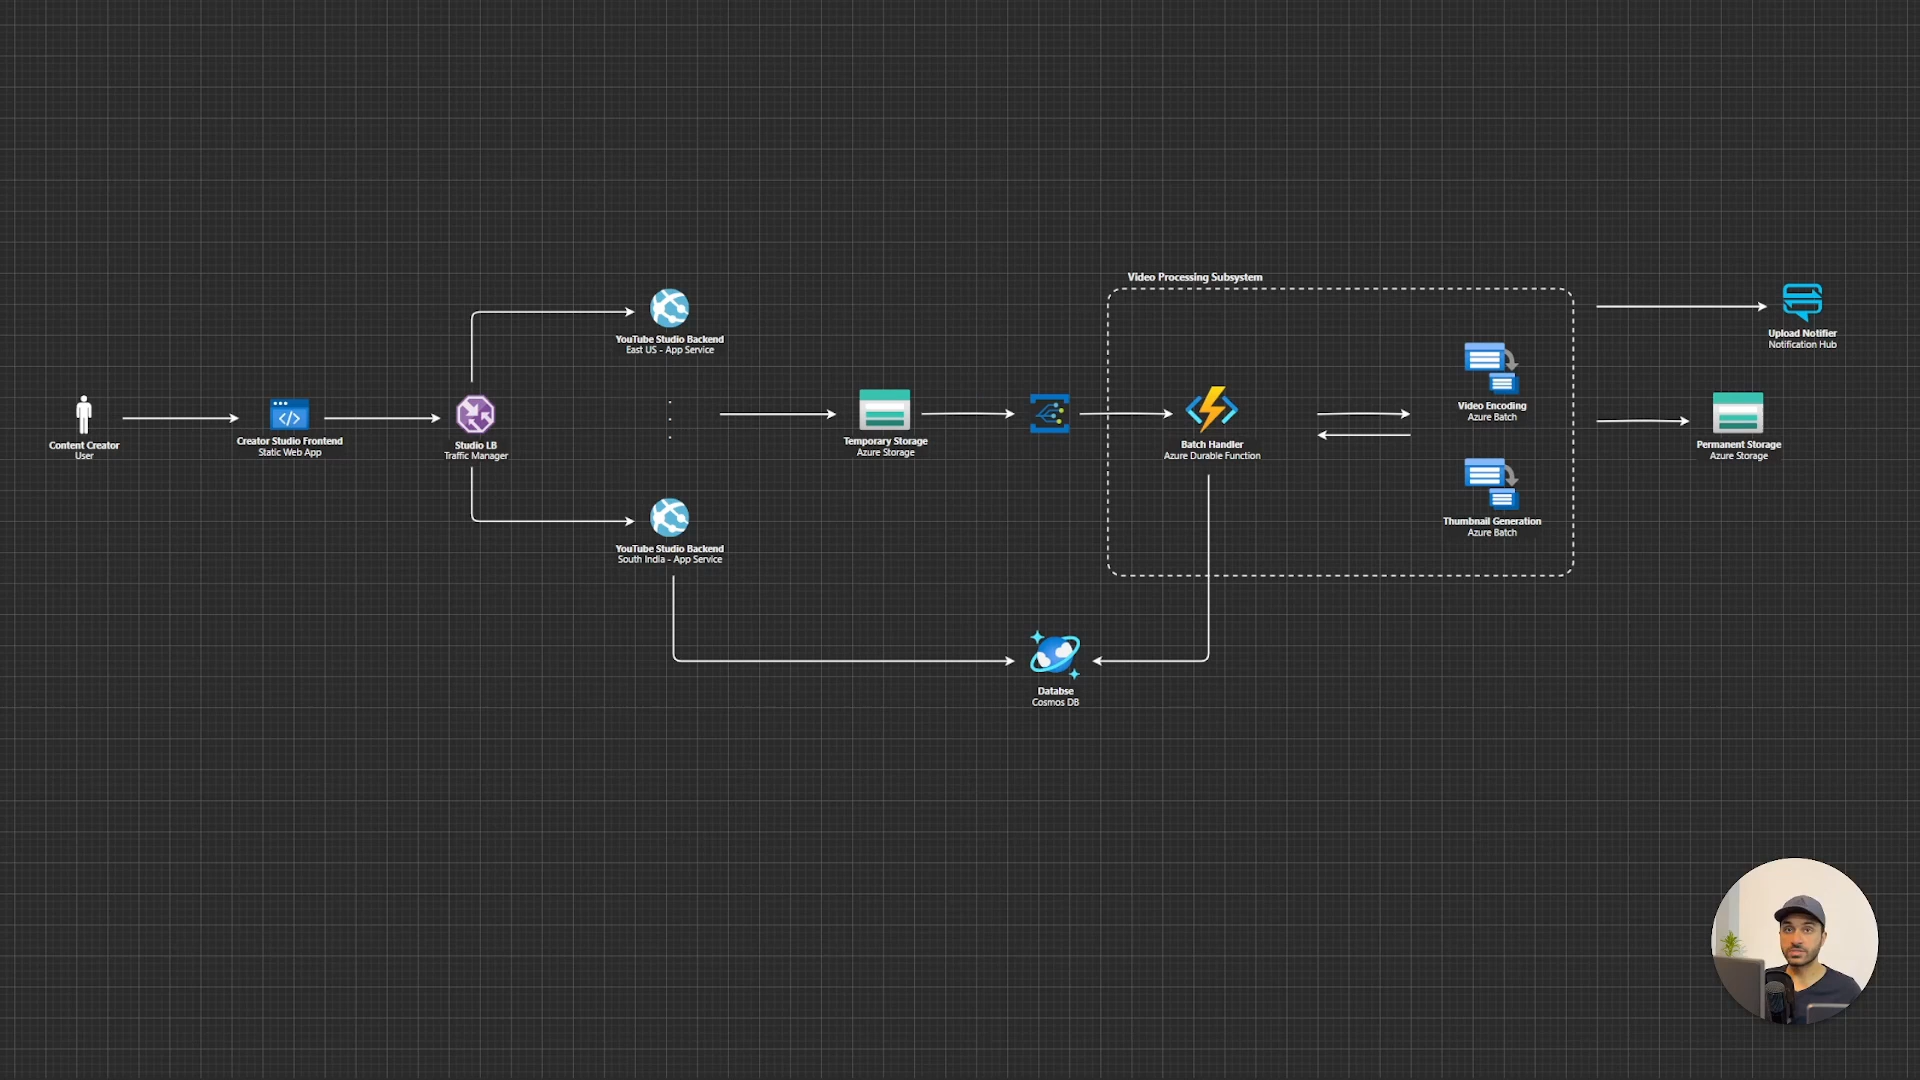 Video Processing Subsystem
YouTube Studio Backend
East US - App Service
Upload Notifier
Notification Hub
Content Creator
User
Creator Studio Frontend
Static Web App
Studio LB
Traffic Manager
Temporary Storage
Azure Storage
Batch Handler
Azure Durable Function
Video Encoding
Azure Batch
Permanent Storage
Azure Storage
Thumbnail Generation
Azure Batch
YouTube Studio Backend
South India - App Service
Databse
Cosmos DB